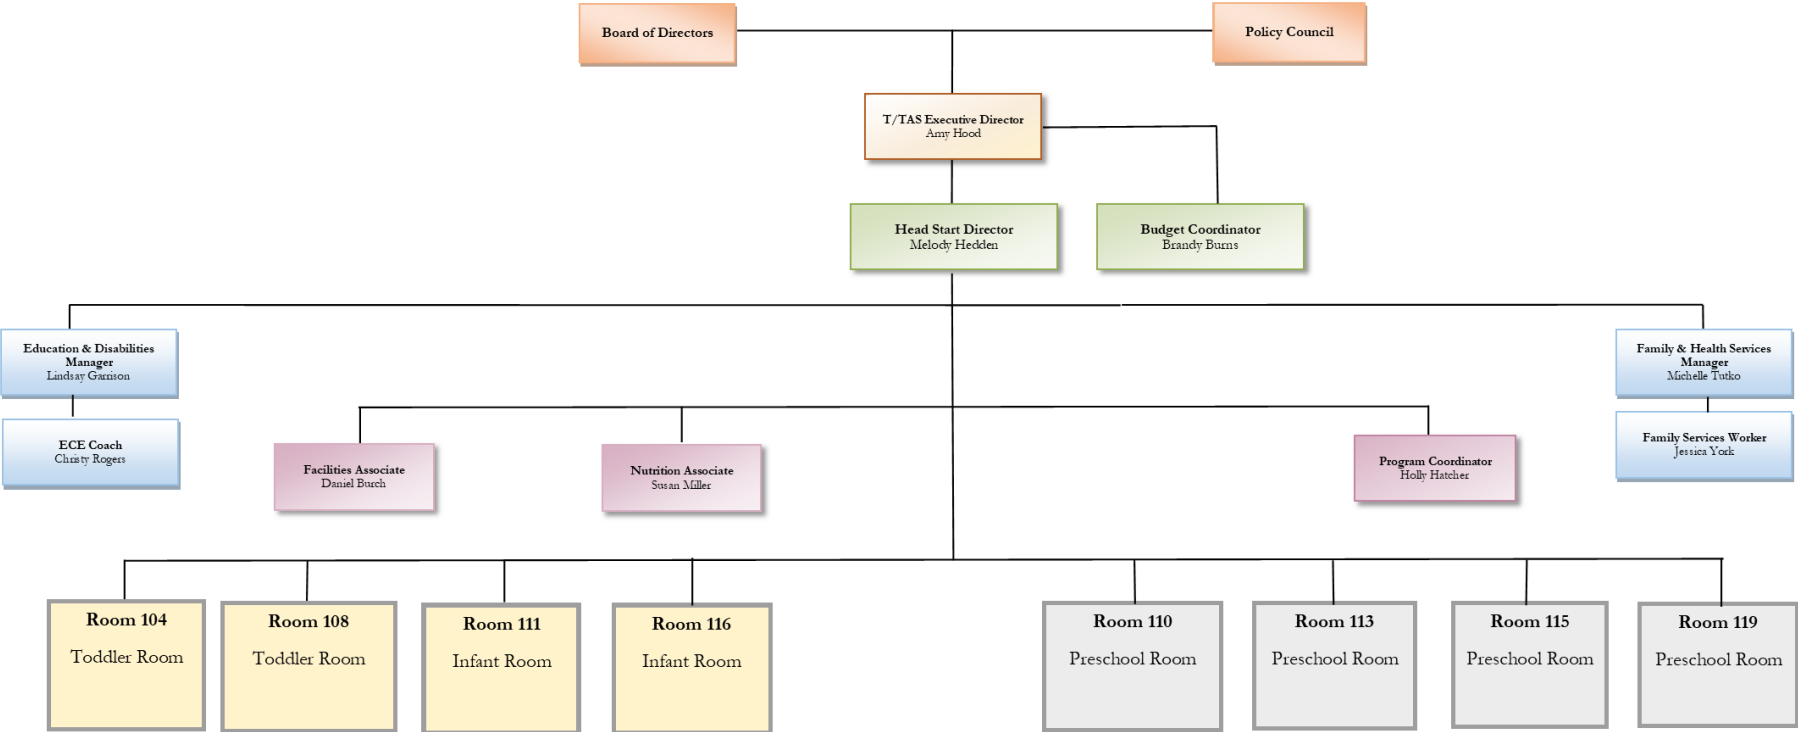 Board of Directors
Policy Council
T/TAS Executive Director
Amy Hood
Head Start Director
Melody Hedden
Budget Coordinator
Brandy Burns
Education & Disabilities
Manager
Lindsay Garrison
Family & Health Services
Manager
Michelle Tutko
ECE Coach
Christy Rogers
Family Services Worker
Jessica York
Facilities Associate
Daniel Burch
Nutrition Associate
Susan Miller
Program Coordinator
Holly Hatcher
Room 104
Toddler Room
Room 108
Toddler Room
Room 111
Infant Room
Room 116
Infant Room
Room 110
Preschool Room
Room 113
Preschool Room
Room 115
Preschool Room
Room 119
Preschool Room